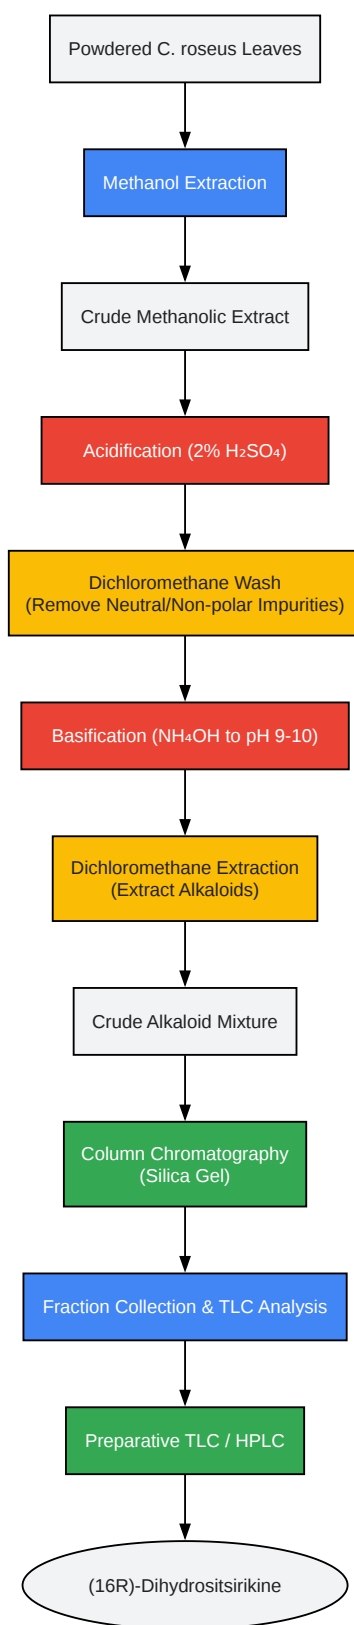 Powdered C. roseus Leaves
Methanol Extraction
Crude Methanolic Extract
Acidification (2% H₂SO₄)
Dichloromethane Wash
(Remove Neutral/Non-polar Impurities)
Basification (NH₄OH to pH 9-10)
Dichloromethane Extraction
(Extract Alkaloids)
Crude Alkaloid Mixture
Column Chromatography
(Silica Gel)
Fraction Collection & TLC Analysis
Preparative TLC / HPLC
(16R)-Dihydrositsirikine